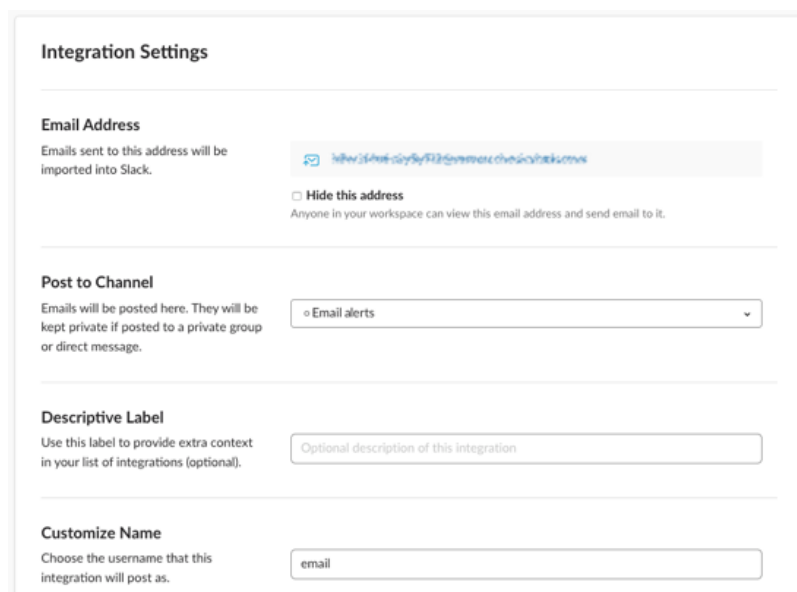 Integration Settings
Email Address
Emails sent to this address will be
imported into Slack.
Hide this address
Anyone in your workspace can view this email address and send email to it.
Post to Channel
Emails will be posted here. They will be
kept private if posted to a private group
or direct message.
Email alerts
Descriptive Label
Use this label to provide extra context
in your list of integrations (optional).
Optional description of this integration
Customize Name
Choose the username that this
integration will post as.
email